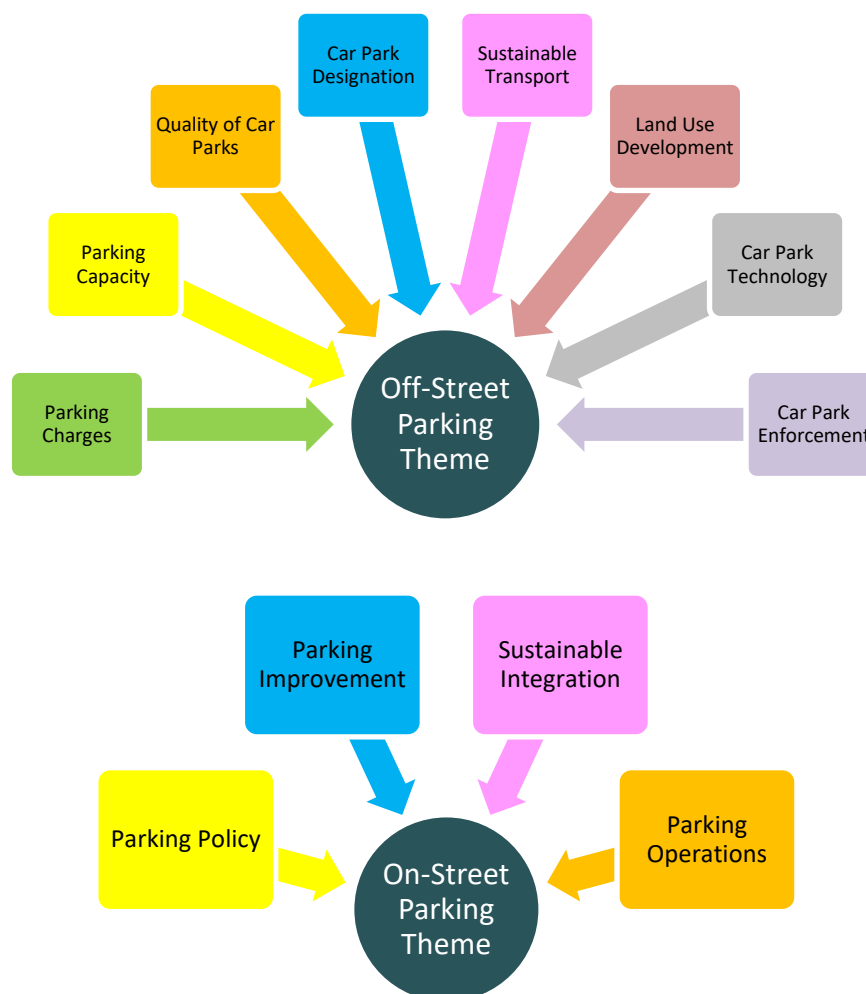 Car Park
Designation
Sustainable
Transport
Quality of Car
Parks
Land Use
Development
Parking
Capacity
Car Park
Technology
Parking
Charges
Off-Street
Parking
Theme
Car Park
Enforcement
Parking
Improvement
Sustainable
Integration
Parking Policy
Parking
Operations
On-Street
Parking
Theme